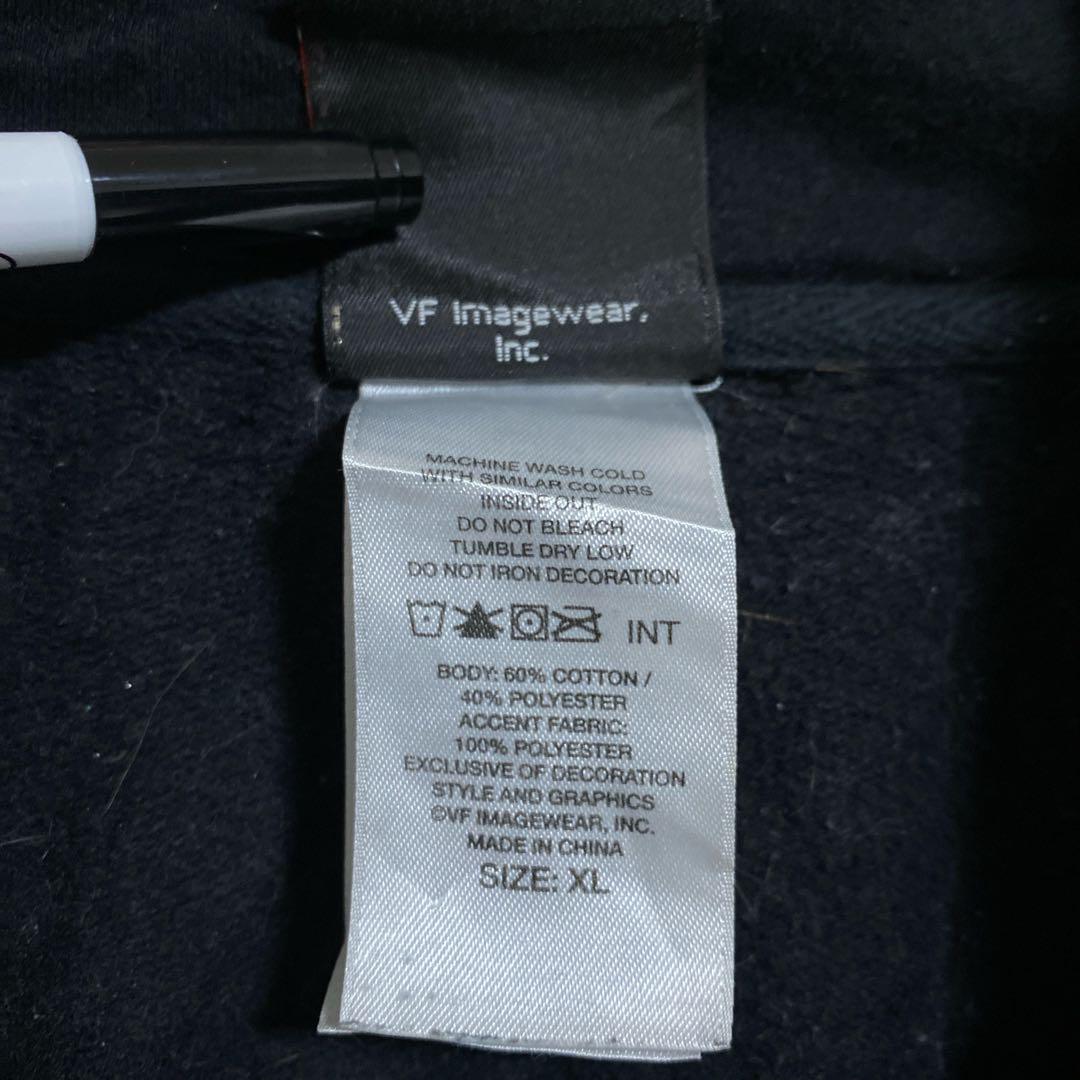 VF Imagewear,
Inc.
MACHINE WASH COLD
WITH SIMILAR COLORS
INSIDE OUT
DO NOT BLEACH
TUMBLE DRY LOW
DO NOT IRON DECORATION
INT
BODY: 60% COTTON /
40% POLYESTER
ACCENT FABRIC:
100% POLYESTER
EXCLUSIVE OF DECORATION
STYLE AND GRAPHICS
©VF IMAGEWEAR, INC.
MADE IN CHINA
SIZE: XL